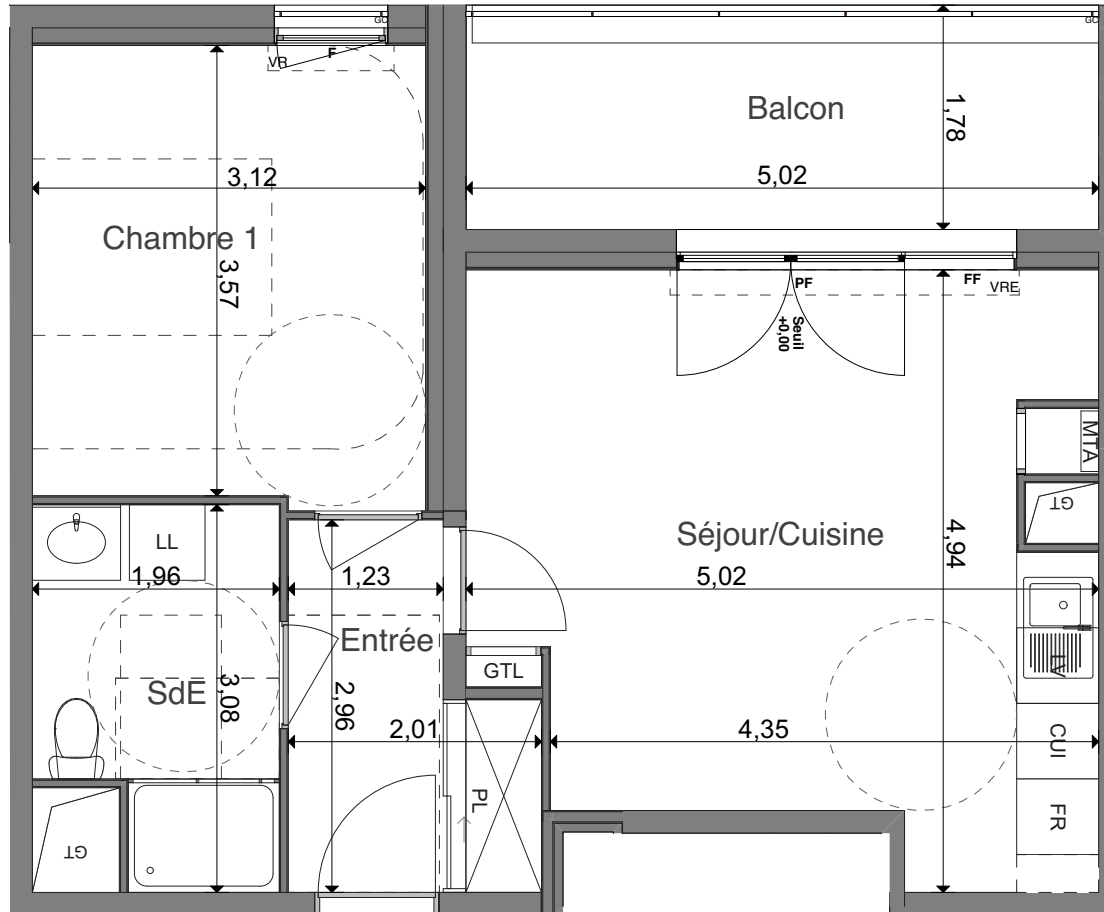 GC
GC
VR
F
Balcon
1,78
3,12
5,02
Chambre 1
3,57
PF
FF
VRE
Seuil
+0,00
MTA
GT
LL
Séjour/Cuisine
4,94
1,96
1,23
5,02
Entrée
LV
GTL
SdE
3,08
2,96
2,01
4,35
CUI
PL
FR
GT